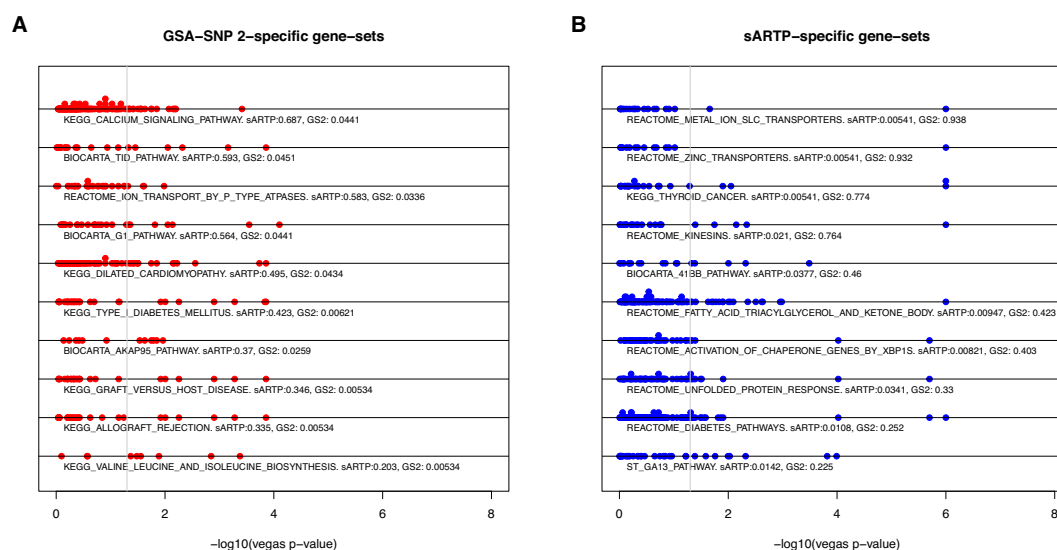 A
GSA−SNP 2−specific gene−sets
KEGG_CALCIUM_SIGNALING_PATHWAY. sARTP:0.687, GS2: 0.0441
BIOCARTA_TID_PATHWAY. sARTP:0.593, GS2: 0.0451
REACTOME_ION_TRANSPORT_BY_P_TYPE_ATPASES. sARTP:0.583, GS2: 0.0336
BIOCARTA_G1_PATHWAY. sARTP:0.564, GS2: 0.0441
KEGG_DILATED_CARDIOMYOPATHY. sARTP:0.495, GS2: 0.0434
KEGG_TYPE_I_DIABETES_MELLITUS. sARTP:0.423, GS2: 0.00621
BIOCARTA_AKAP95_PATHWAY. sARTP:0.37, GS2: 0.0259
KEGG_GRAFT_VERSUS_HOST_DISEASE. sARTP:0.346, GS2: 0.00534
KEGG_ALLOGRAFT_REJECTION. sARTP:0.335, GS2: 0.00534
KEGG_VALINE_LEUCINE_AND_ISOLEUCINE_BIOSYNTHESIS. sARTP:0.203, GS2: 0.00534
0 2 4 6 8
−log10(vegas p−value)
B
sARTP−specific gene−sets
REACTOME_METAL_ION_SLC_TRANSPORTERS. sARTP:0.00541, GS2: 0.938
REACTOME_ZINC_TRANSPORTERS. sARTP:0.00541, GS2: 0.932
KEGG_THYROID_CANCER. sARTP:0.00541, GS2: 0.774
REACTOME_KINESINS. sARTP:0.021, GS2: 0.764
BIOCARTA_41BB_PATHWAY. sARTP:0.0377, GS2: 0.46
REACTOME_FATTY_ACID_TRIACYLGLYCEROL_AND_KETONE_BODY. sARTP:0.00947, GS2: 0.423
REACTOME_ACTIVATION_OF_CHAPERONE_GENES_BY_XBP1S. sARTP:0.00821, GS2: 0.403
REACTOME_UNFOLDED_PROTEIN_RESPONSE. sARTP:0.0341, GS2: 0.33
REACTOME_DIABETES_PATHWAYS. sARTP:0.0108, GS2: 0.252
ST_GA13_PATHWAY. sARTP:0.0142, GS2: 0.225
0 2 4 6 8
−log10(vegas p−value)